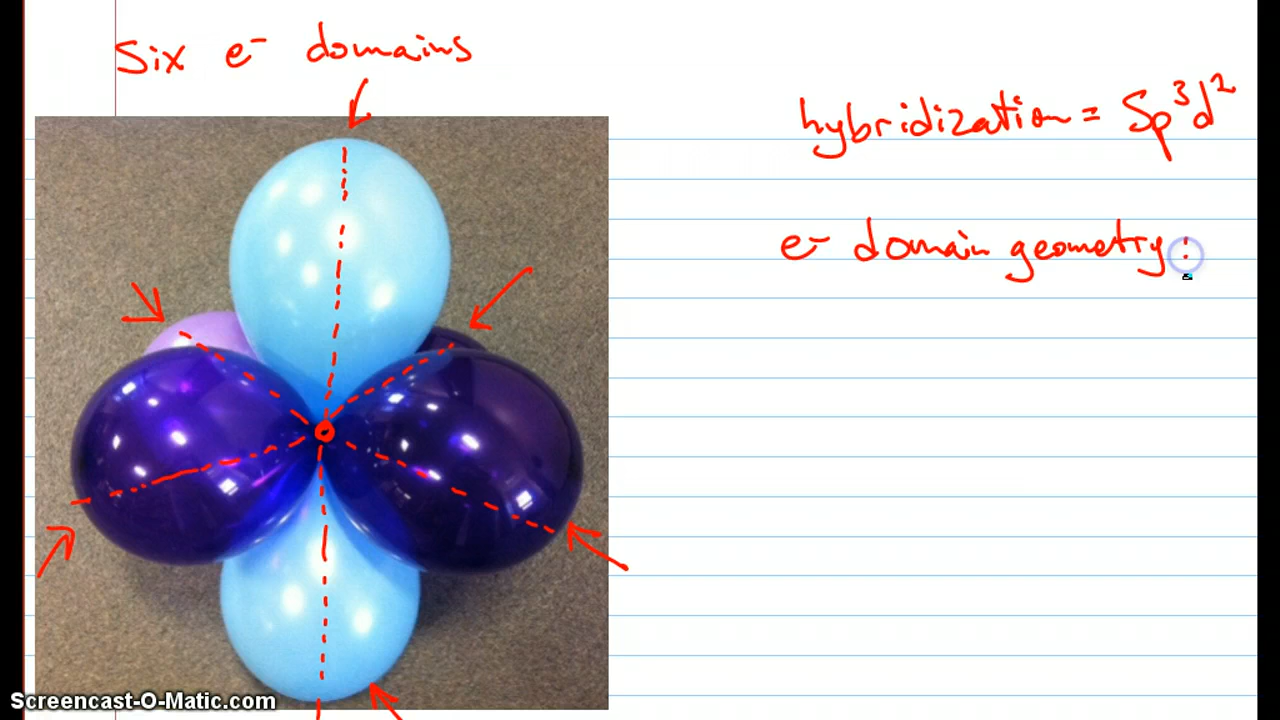 Six e⁻ domains
hybridization = Sp³d²
e⁻ domain geometry:
Screencast-O-Matic.com